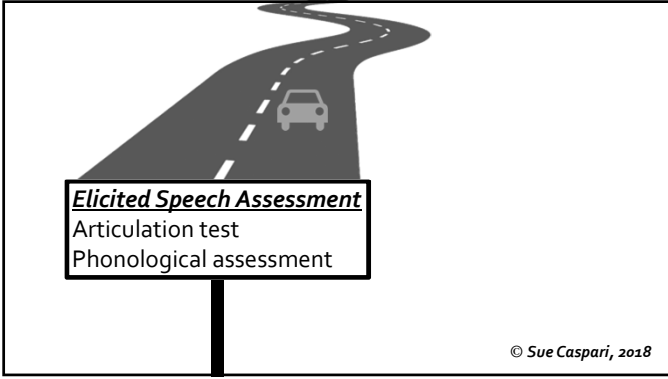 Elicited Speech Assessment
Articulation test
Phonological assessment
© Sue Caspari, 2018